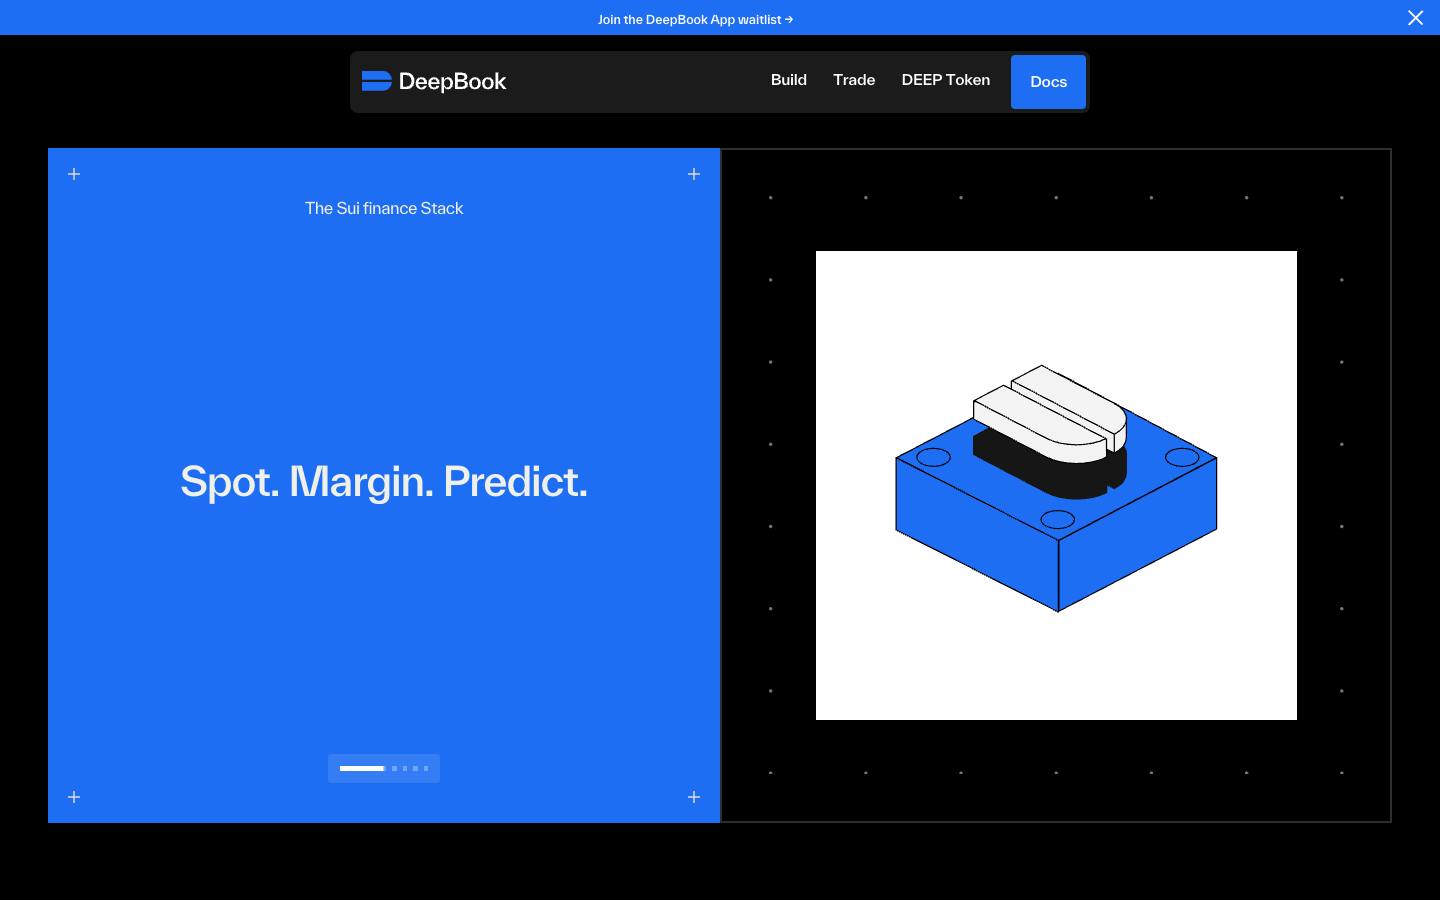 Join the DeepBook App waitlist →
DeepBook
Build
Trade
DEEP Token
Docs
The Sui finance Stack
Spot. Margin. Predict.